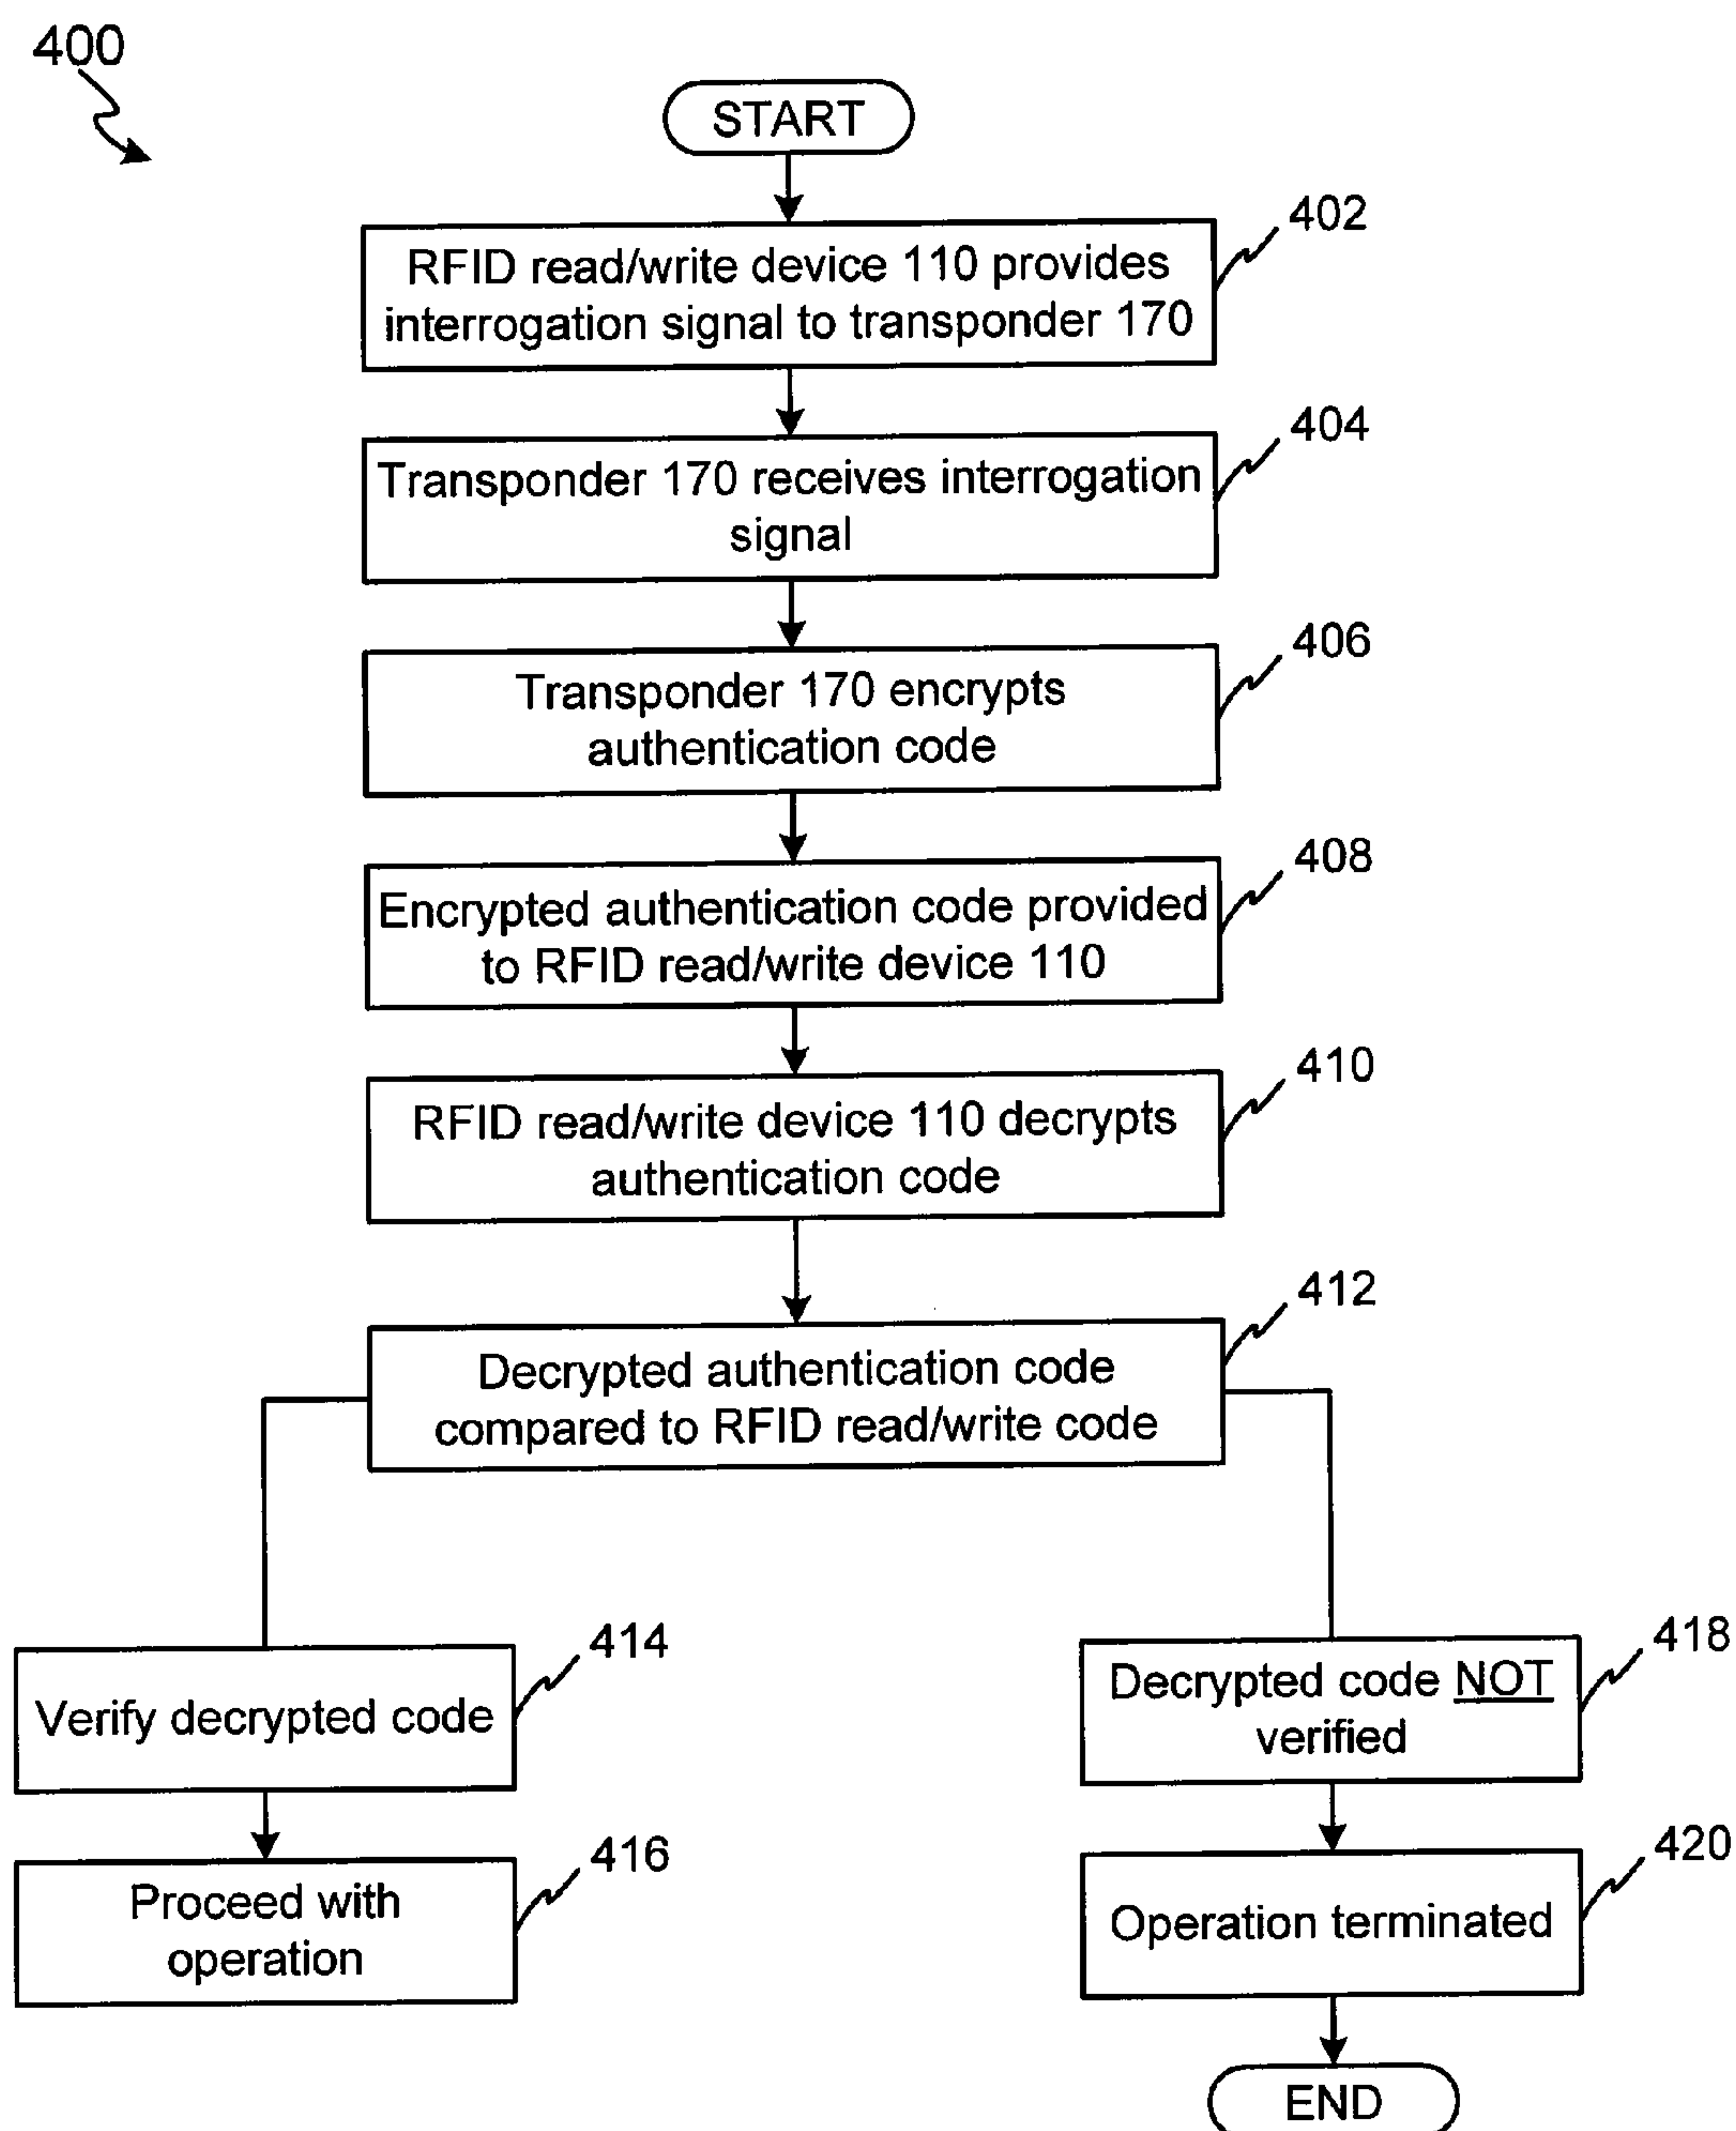 400
START
402
RFID read/write device 110 provides
interrogation signal to transponder 170
404
Transponder 170 receives interrogation
signal
406
Transponder 170 encrypts
authentication code
408
Encrypted authentication code provided
to RFID read/write device 110
410
RFID read/write device 110 decrypts
authentication code
412
Decrypted authentication code
compared to RFID read/write code
414
Verify decrypted code
416
Proceed with
operation
418
Decrypted code NOT
verified
420
Operation terminated
END